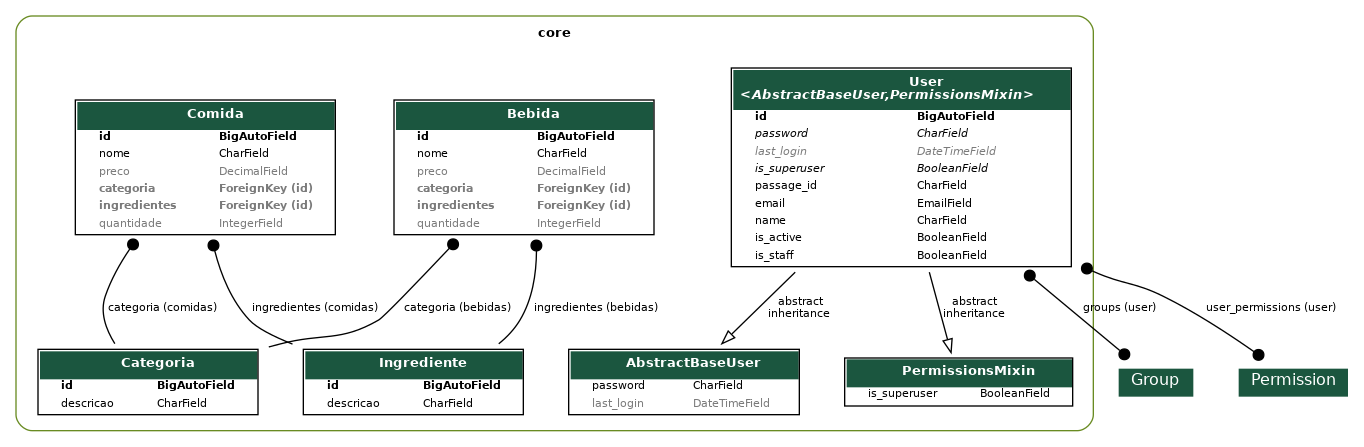 core
Comida
id BigAutoField
nome CharField
preco DecimalField
categoria ForeignKey (id)
ingredientes ForeignKey (id)
quantidade IntegerField
Bebida
id BigAutoField
nome CharField
preco DecimalField
categoria ForeignKey (id)
ingredientes ForeignKey (id)
quantidade IntegerField
User
<AbstractBaseUser,PermissionsMixin>
id BigAutoField
password CharField
last_login DateTimeField
is_superuser BooleanField
passage_id CharField
email EmailField
name CharField
is_active BooleanField
is_staff BooleanField
categoria (comidas)
ingredientes (comidas)
categoria (bebidas)
ingredientes (bebidas)
abstract
inheritance
abstract
inheritance
groups (user)
user_permissions (user)
Categoria
id BigAutoField
descricao CharField
Ingrediente
id BigAutoField
descricao CharField
AbstractBaseUser
password CharField
last_login DateTimeField
PermissionsMixin
is_superuser BooleanField
Group
Permission